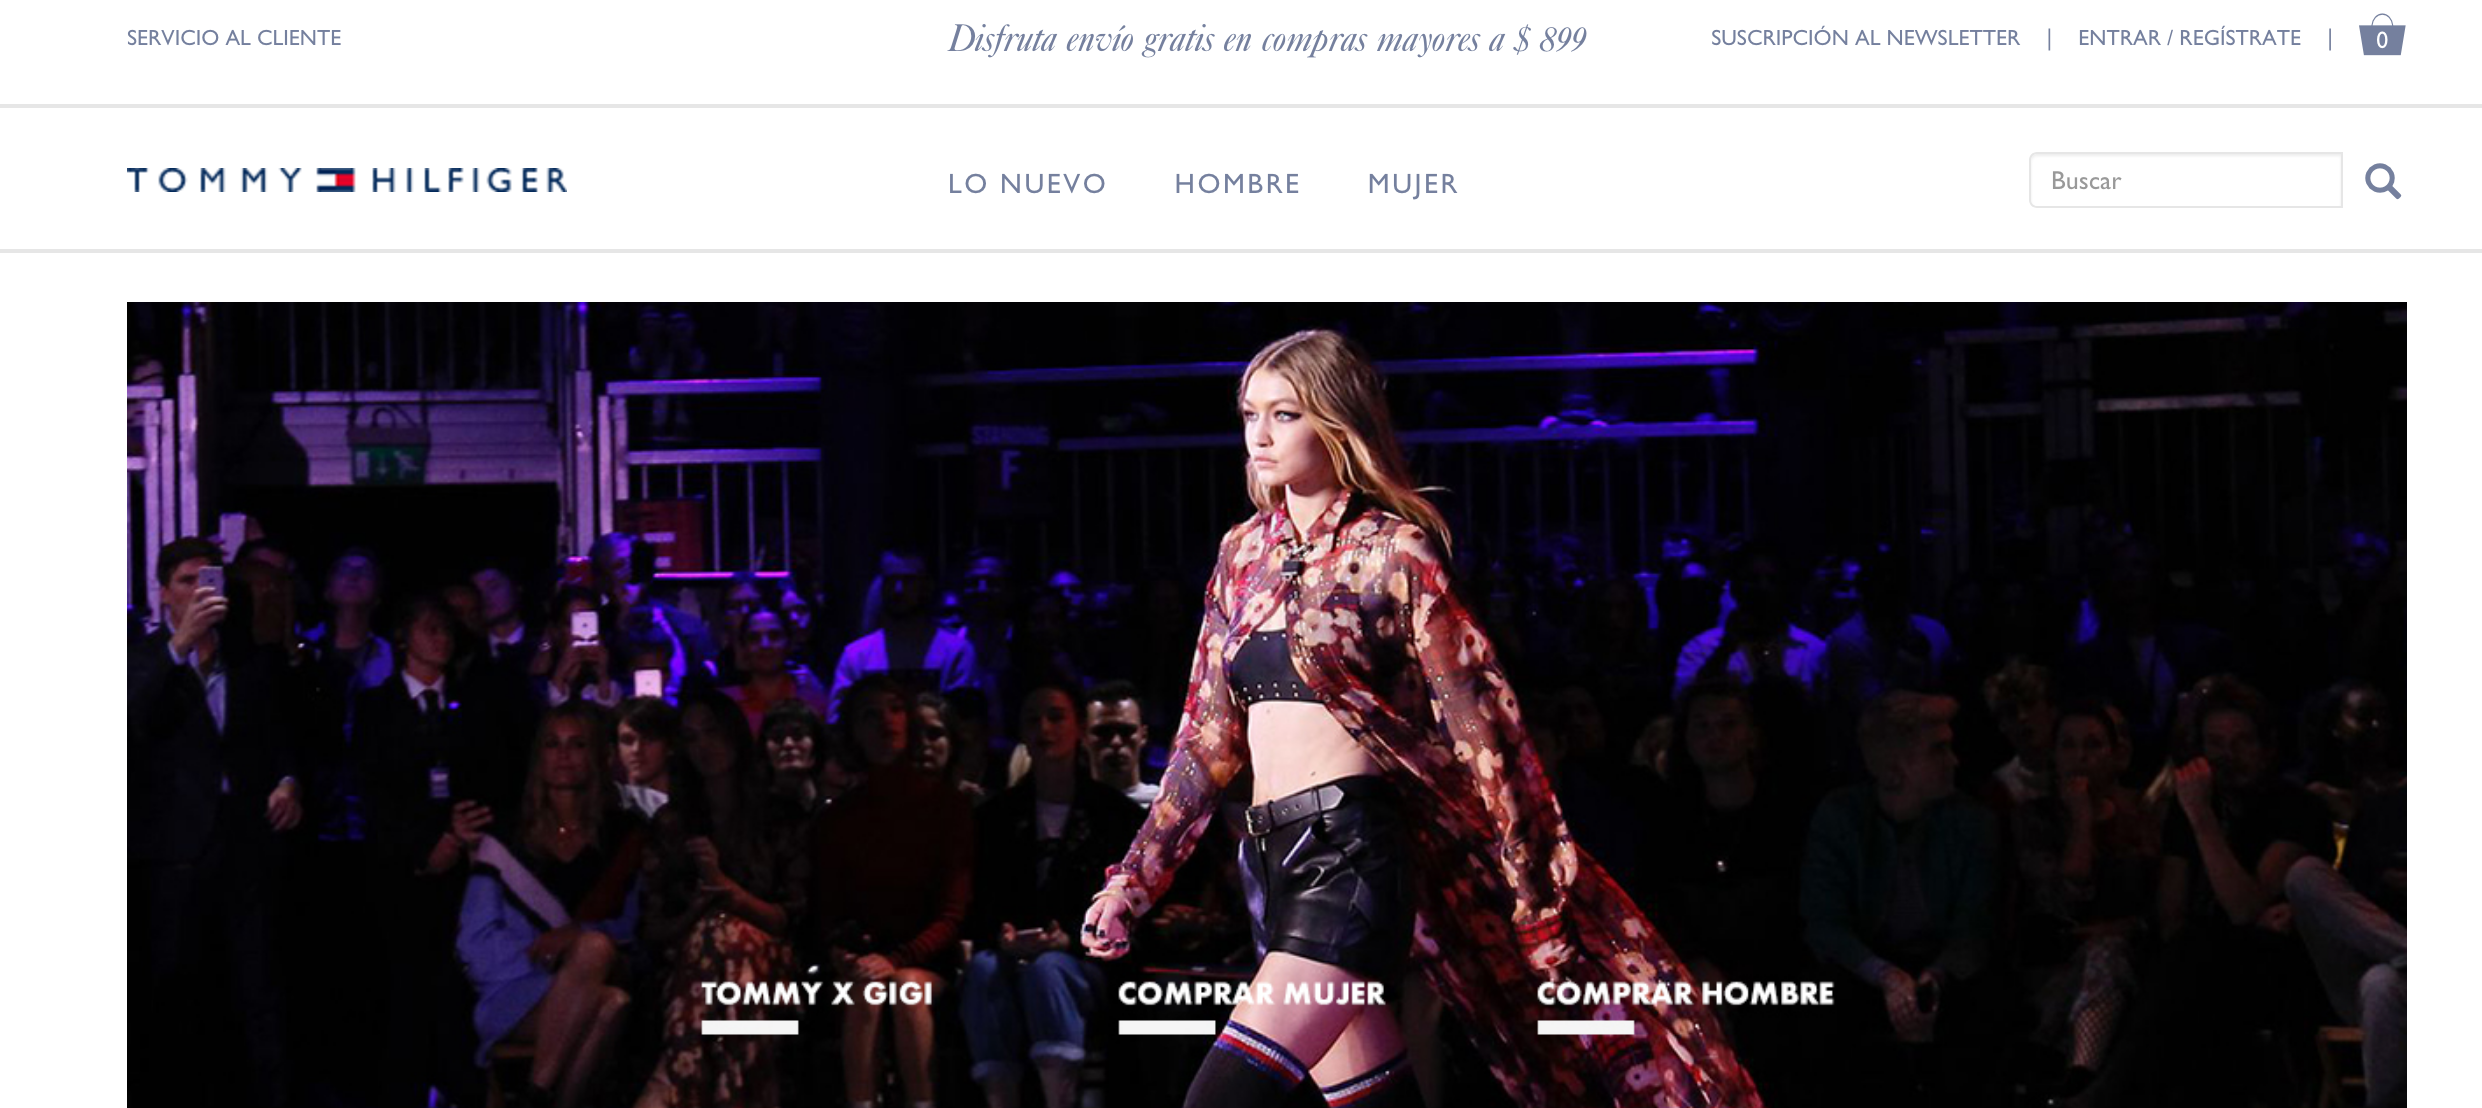 SERVICIO AL CLIENTE
Disfruta envío gratis en compras mayores a $ 899
SUSCRIPCIÓN AL NEWSLETTER | ENTRAR / REGÍSTRATE |
0
TOMMY HILFIGER
LO NUEVO
HOMBRE
MUJER
Buscar
STANDING
F
TOMMY X GIGI
COMPRAR MUJER
COMPRAR HOMBRE